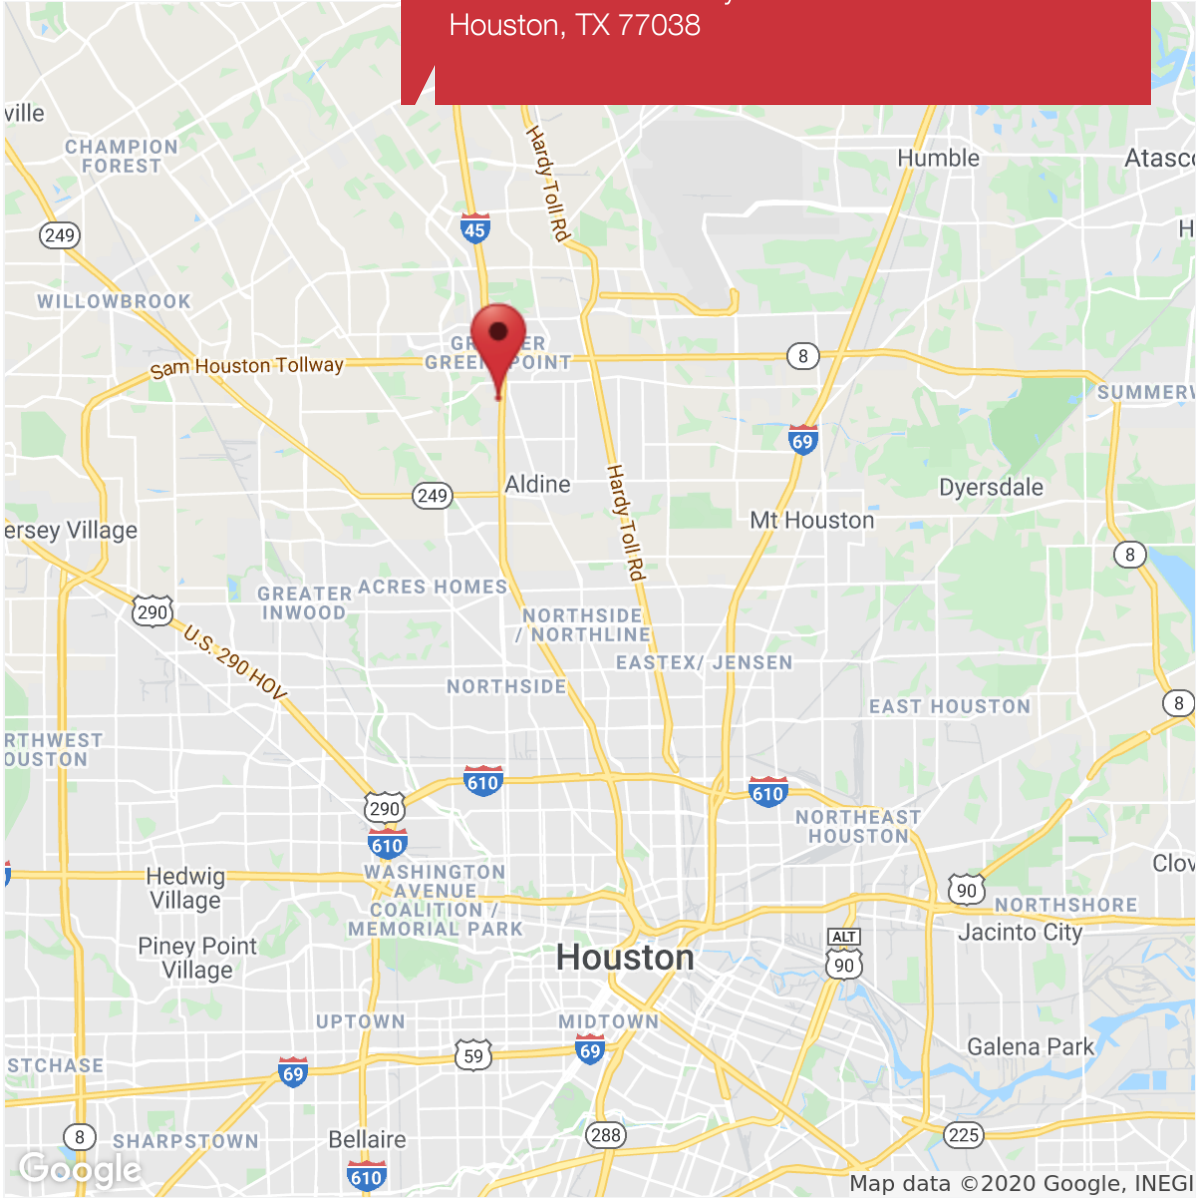 Houston, TX 77038
ville
CHAMPION
FOREST
Hardy Toll Rd
Humble
Atasco
249
45
H
WILLOWBROOK
Sam Houston Tollway
GREENSPOINT
8
SUMMERW
69
249
Aldine
Hardy Toll Rd
Dyersdale
Mt Houston
ersey Village
8
290
GREATER
INWOOD
ACRES HOMES
NORTHSIDE
/ NORTHLINE
U.S. 290 HOV
EASTEX/ JENSEN
NORTHSIDE
EAST HOUSTON
8
RTHWEST
OUSTON
610
610
290
610
NORTHEAST
HOUSTON
Hedwig
Village
WASHINGTON
AVENUE
COALITION /
MEMORIAL PARK
Clov
90
NORTHSHORE
Jacinto City
Piney Point
Village
Houston
ALT
90
UPTOWN
MIDTOWN
59
69
69
Galena Park
STCHASE
8
SHARPSTOWN
Bellaire
288
225
610
Google
Map data ©2020 Google, INEGI